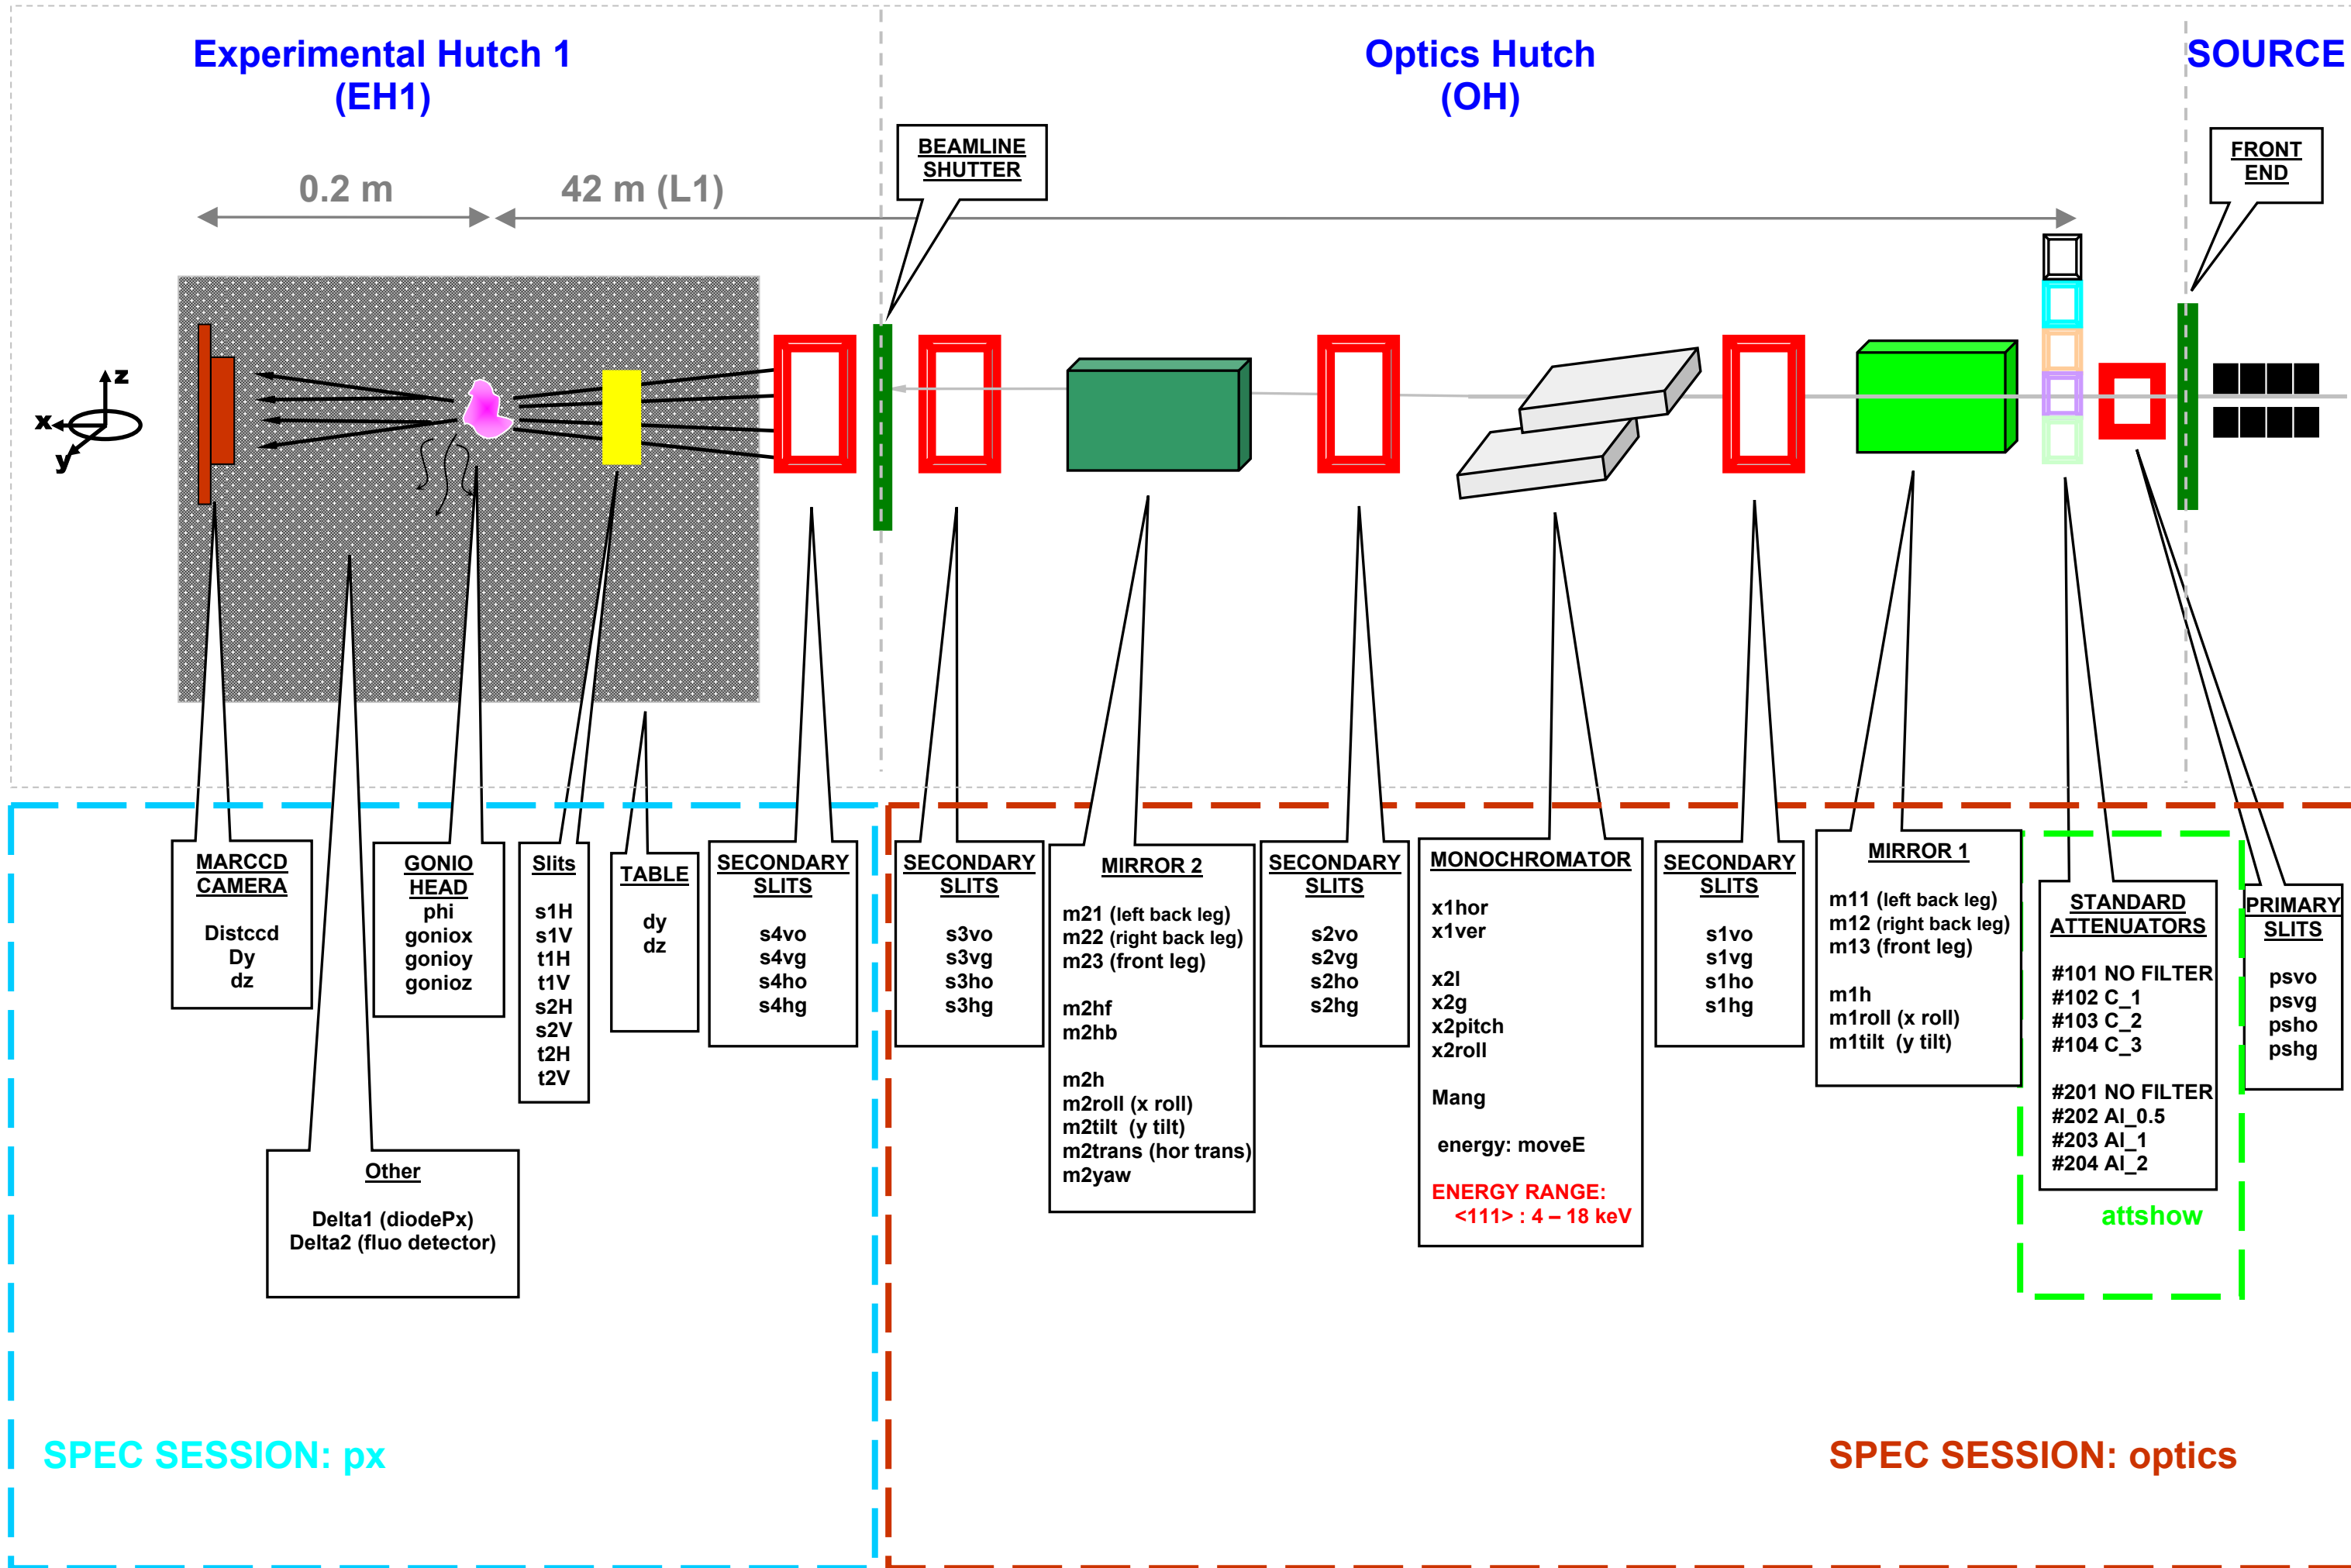 Experimental Hutch 1
(EH1)
Optics Hutch
(OH)
SOURCE
BEAMLINE
SHUTTER
FRONT
END
0.2 m
42 m (L1)
z
x
y
MARCCD
CAMERA
Distccd
Dy
dz
GONIO
HEAD
phi
goniox
gonioy
gonioz
Slits
s1H
s1V
t1H
t1V
s2H
s2V
t2H
t2V
TABLE
dy
dz
SECONDARY
SLITS
s4vo
s4vg
s4ho
s4hg
SECONDARY
SLITS
s3vo
s3vg
s3ho
s3hg
MIRROR 2
m21 (left back leg)
m22 (right back leg)
m23 (front leg)
m2hf
m2hb
m2h
m2roll (x roll)
m2tilt (y tilt)
m2trans (hor trans)
m2yaw
SECONDARY
SLITS
s2vo
s2vg
s2ho
s2hg
MONOCHROMATOR
x1hor
x1ver
x2l
x2g
x2pitch
x2roll
Mang
energy: moveE
ENERGY RANGE:
<111> : 4 – 18 keV
SECONDARY
SLITS
s1vo
s1vg
s1ho
s1hg
MIRROR 1
m11 (left back leg)
m12 (right back leg)
m13 (front leg)
m1h
m1roll (x roll)
m1tilt (y tilt)
STANDARD
ATTENUATORS
#101 NO FILTER
#102 C_1
#103 C_2
#104 C_3
#201 NO FILTER
#202 Al_0.5
#203 Al_1
#204 Al_2
attshow
PRIMARY
SLITS
psvo
psvg
psho
pshg
Other
Delta1 (diodePx)
Delta2 (fluo detector)
SPEC SESSION: px
SPEC SESSION: optics